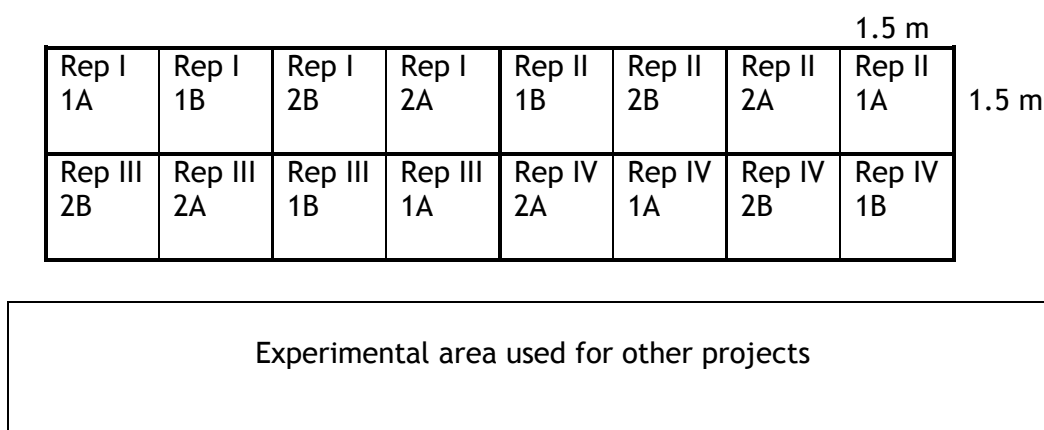 1.5 m
Rep I Rep I Rep I Rep I Rep II Rep II Rep II Rep II
1A 1B 2B 2A 1B 2B 2A 1A 1.5 m
Rep III Rep III Rep III Rep III Rep IV Rep IV Rep IV Rep IV
2B 2A 1B 1A 2A 1A 2B 1B
Experimental area used for other projects